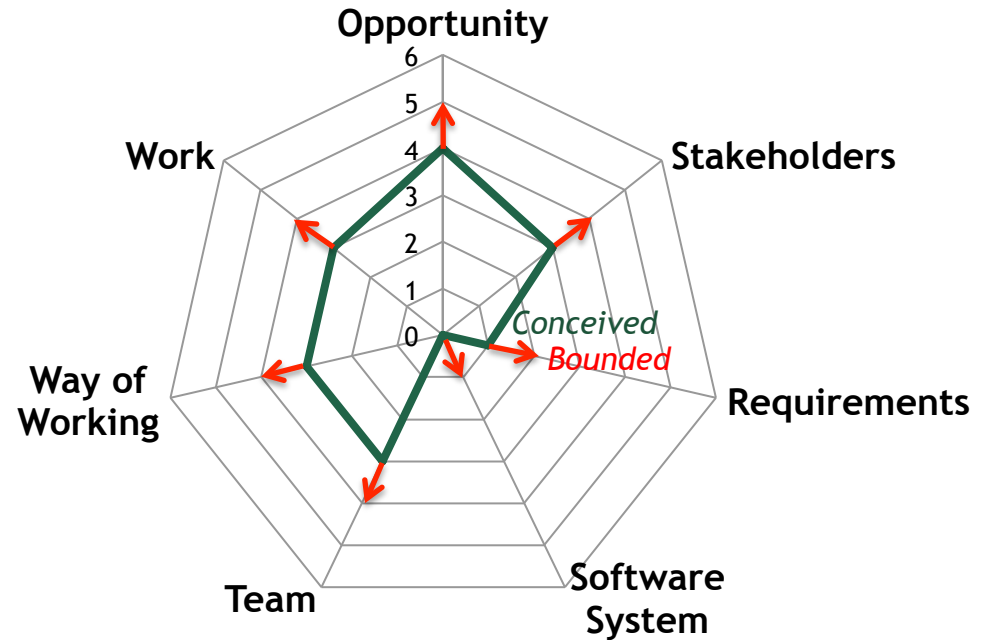 Opportunity
6
5
4
3
2
1
0
Work
Stakeholders
Conceived
Bounded
Way of
Working
Requirements
Team
Software
System